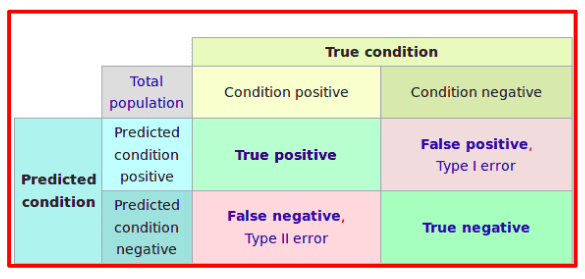 True condition
Total
population
Condition positive
Condition negative
Predicted
condition
Predicted
condition
positive
True positive
False positive,
Type I error
Predicted
condition
negative
False negative,
Type II error
True negative